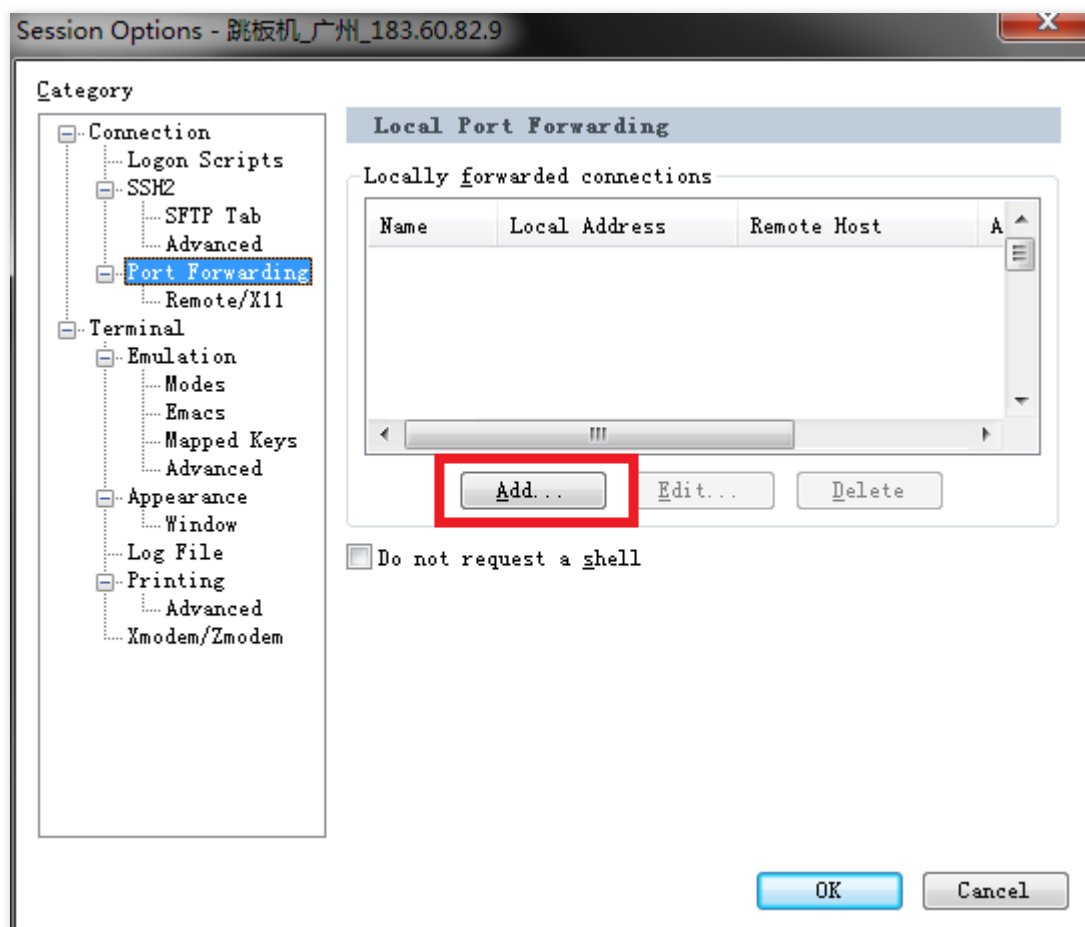 Session Options - 跳板机_广州_183.60.82.9
Category
Connection
Logon Scripts
SSH2
SFTP Tab
Advanced
Port Forwarding
Remote/X11
Terminal
Emulation
Modes
Emacs
Mapped Keys
Advanced
Appearance
Window
Log File
Printing
Advanced
Xmodem/Zmodem
Local Port Forwarding
Locally forwarded connections
Name Local Address Remote Host A
Add... Edit... Delete
Do not request a shell
OK Cancel